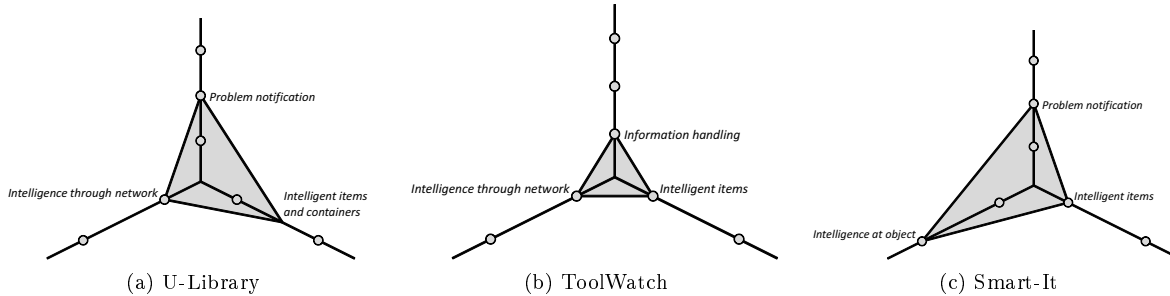 Problem notification
Intelligence through network
Intelligent items
and containers
(a) U-Library
Information handling
Intelligence through network
Intelligent items
(b) ToolWatch
Problem notification
Intelligent items
Intelligence at object
(c) Smart-It